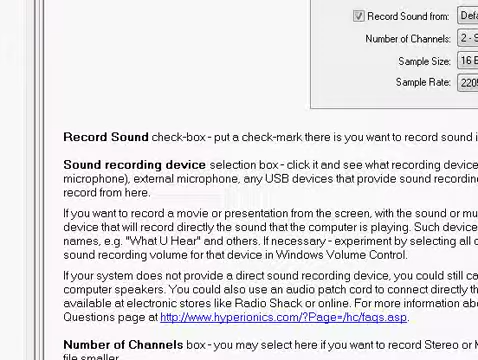 Record Sound from:
Number of Channels: 2 -
Sample Size: 16
Sample Rate: 
Record Sound check-box - put a check-mark there is you want to record sound
Sound recording device selection box - click it and see what recording device
microphone), external microphone, any USB devices that provide sound recording
record from here.
If you want to record a movie or presentation from the screen, with the sound or
device that will record directly the sound that the computer is playing. Such device
names, e.g. "What U Hear" and others. If necessary - experiment by selecting all
sound recording volume for that device in Windows Volume Control.
If your system does not provide a direct sound recording device, you could still
computer speakers. You could also use an audio patch cord to connect directly
available at electronic stores like Radio Shack or online. For more information
Questions page at http://www.hyperionics.com/?Page=/hc/faqs.asp.
Number of Channels box - you may select here if you want to record Stereo or
file smaller.